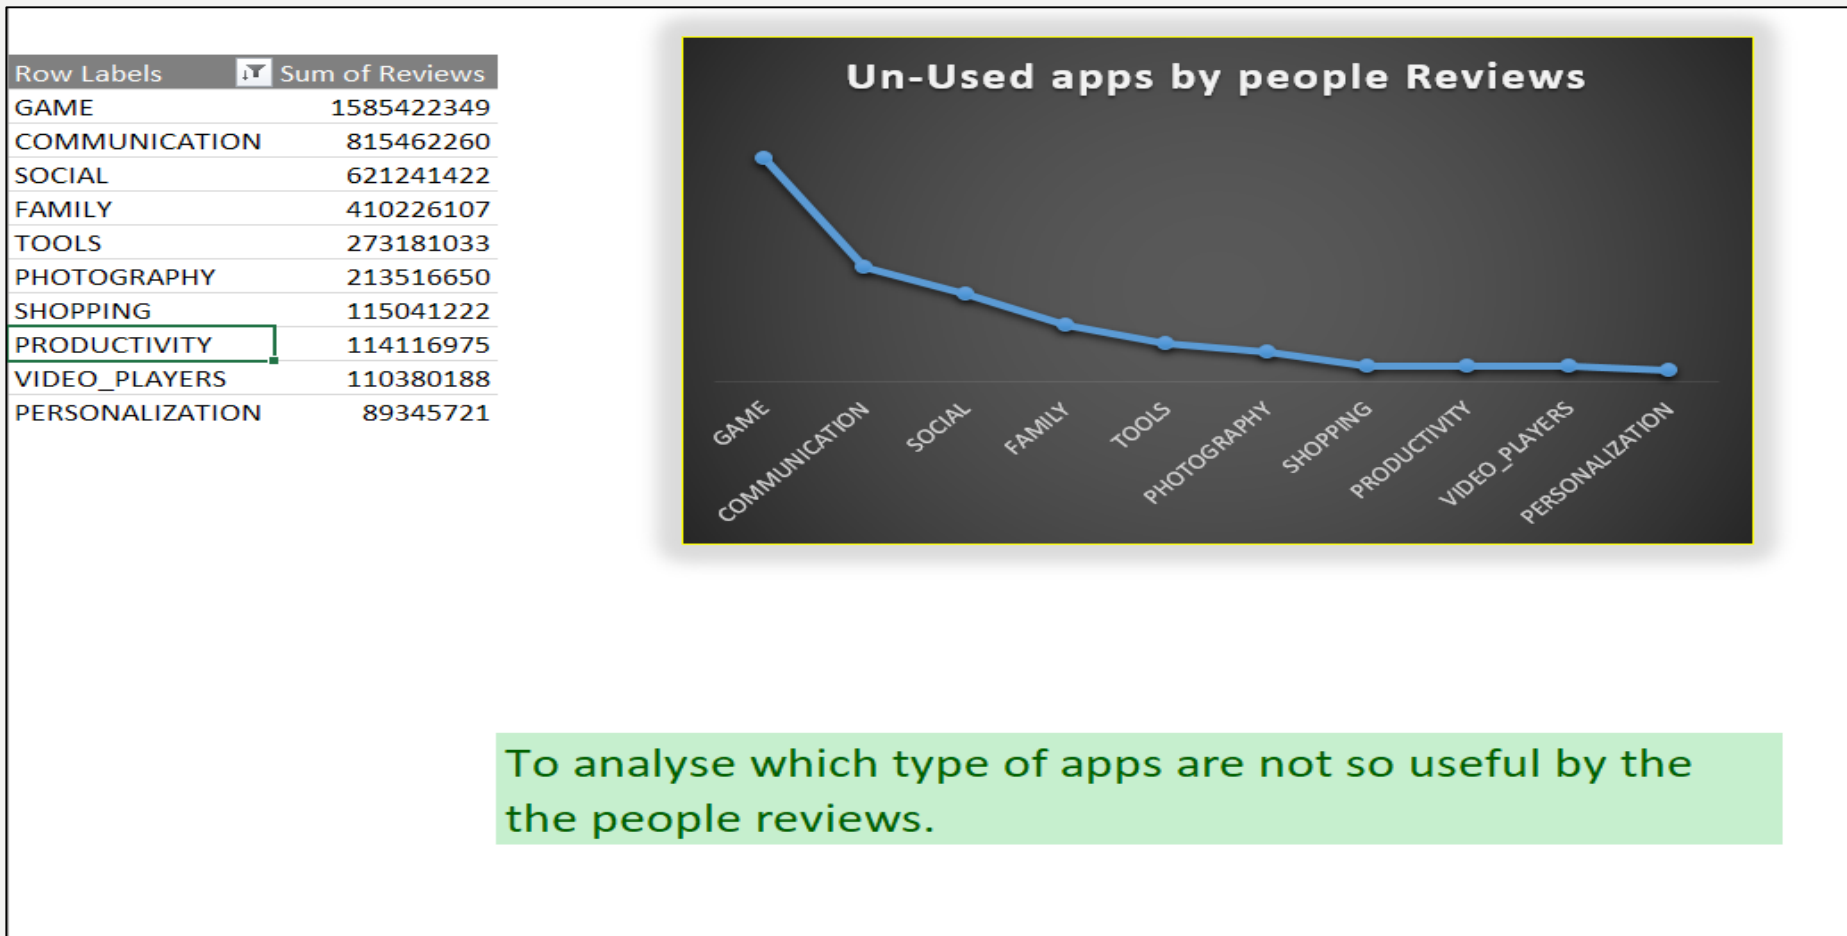 Row Labels Sum of Reviews
GAME 1585422349
COMMUNICATION 815462260
SOCIAL 621241422
FAMILY 410226107
TOOLS 273181033
PHOTOGRAPHY 213516650
SHOPPING 115041222
PRODUCTIVITY 114116975
VIDEO_PLAYERS 110380188
PERSONALIZATION 89345721
Un-Used apps by people Reviews
GAME
COMMUNICATION
SOCIAL
FAMILY
TOOLS
PHOTOGRAPHY
SHOPPING
PRODUCTIVITY
VIDEO_PLAYERS
PERSONALIZATION
To analyse which type of apps are not so useful by the
the people reviews.